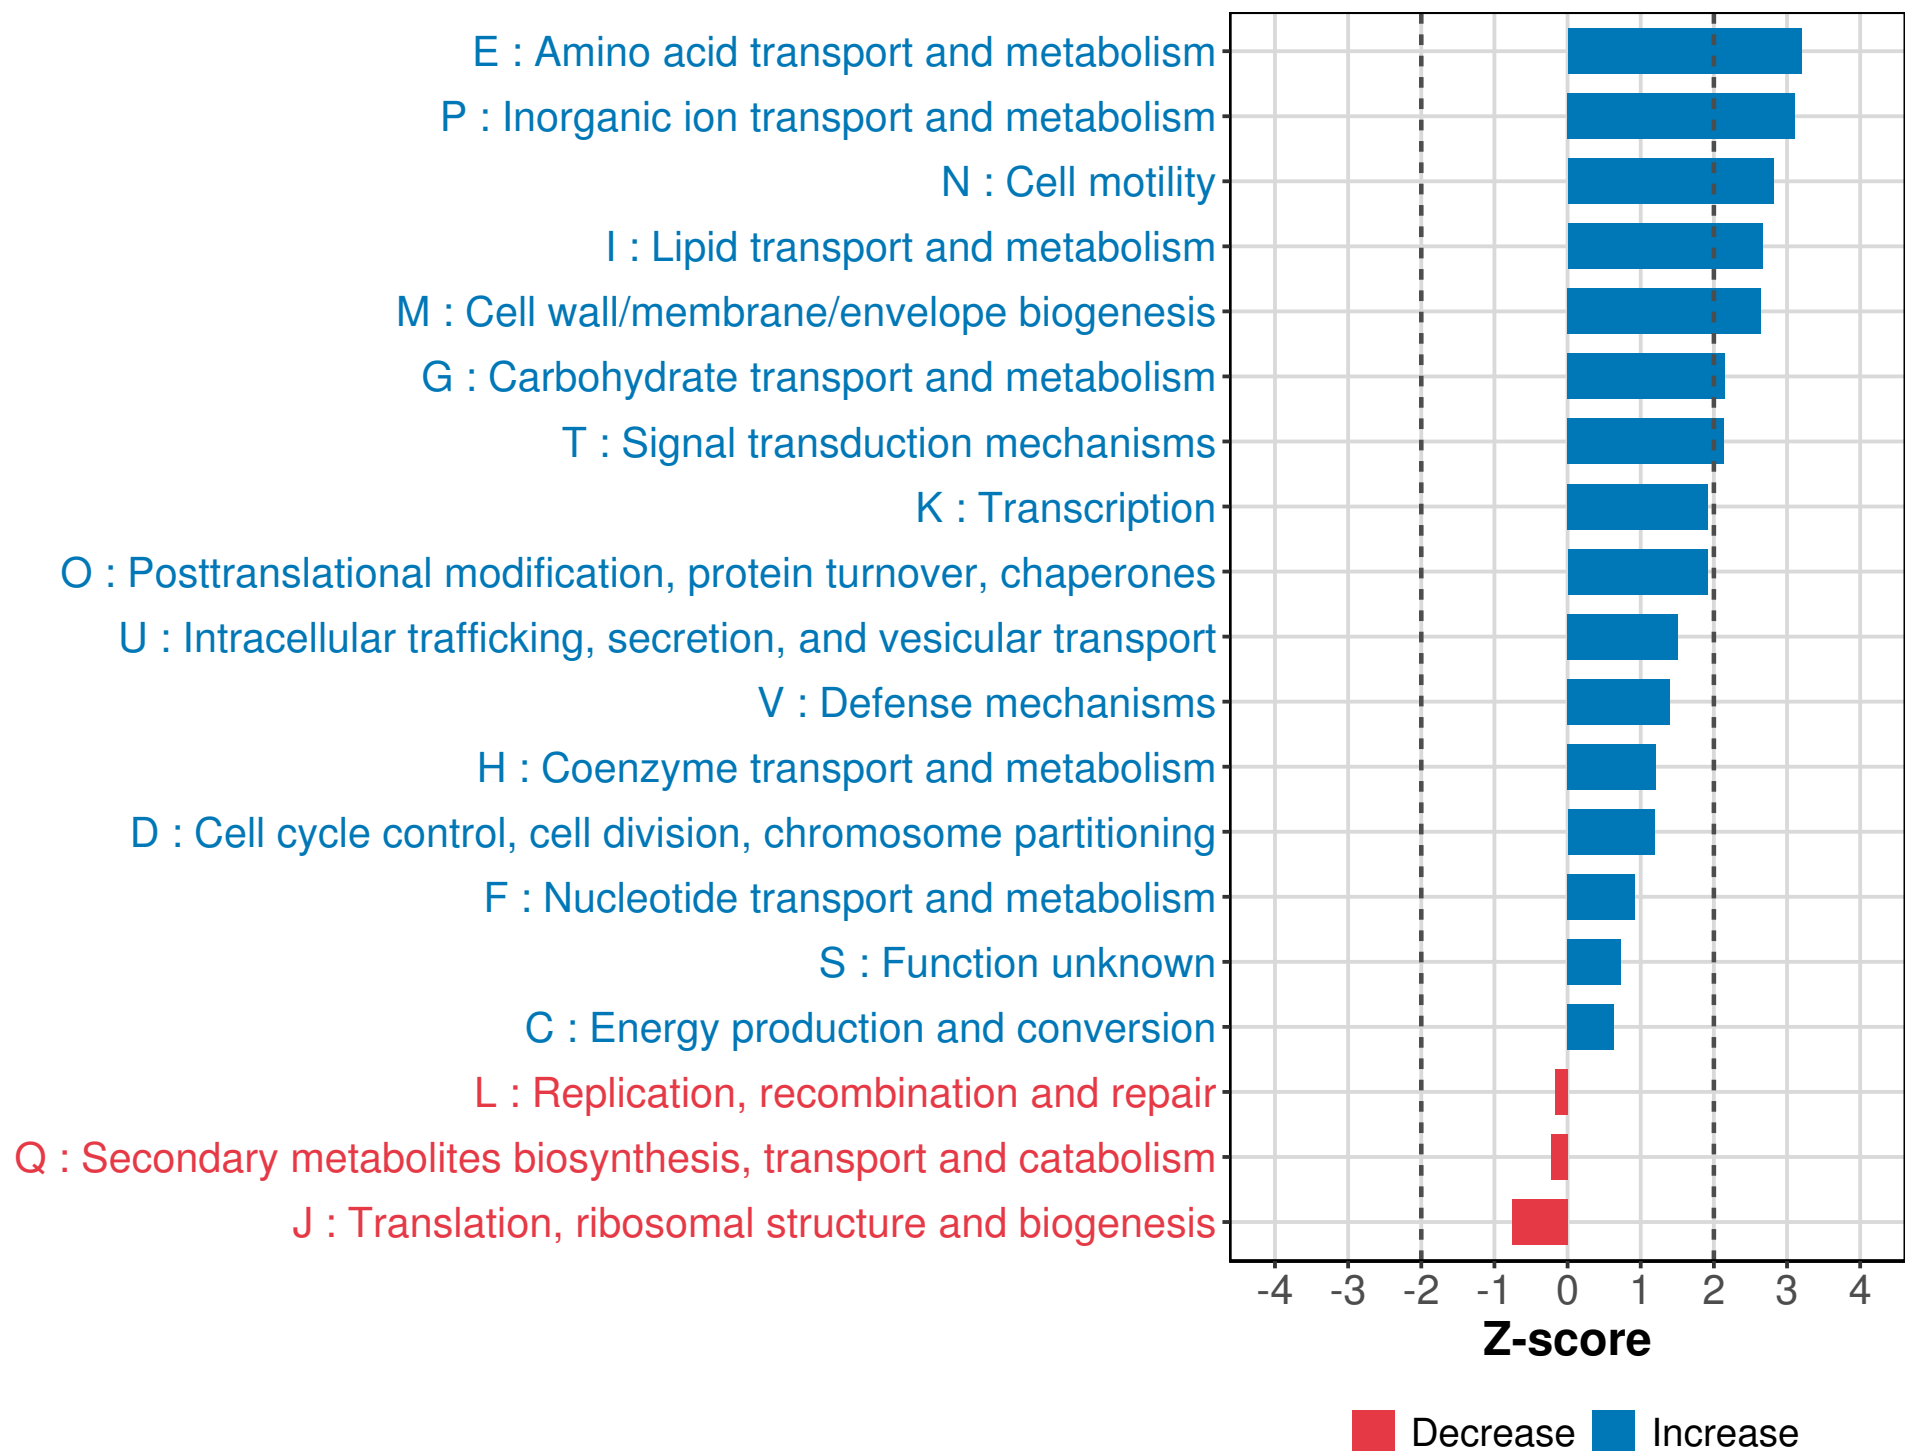 E : Amino acid transport and metabolism
P : Inorganic ion transport and metabolism
N : Cell motility
I : Lipid transport and metabolism
M : Cell wall/membrane/envelope biogenesis
G : Carbohydrate transport and metabolism
T : Signal transduction mechanisms
K : Transcription
O : Posttranslational modification, protein turnover, chaperones
U : Intracellular trafficking, secretion, and vesicular transport
V : Defense mechanisms
H : Coenzyme transport and metabolism
D : Cell cycle control, cell division, chromosome partitioning
F : Nucleotide transport and metabolism
S : Function unknown
C : Energy production and conversion
L : Replication, recombination and repair
Q : Secondary metabolites biosynthesis, transport and catabolism
J : Translation, ribosomal structure and biogenesis
-4 -3 -2 -1 0 1 2 3 4
Z-score
Decrease Increase